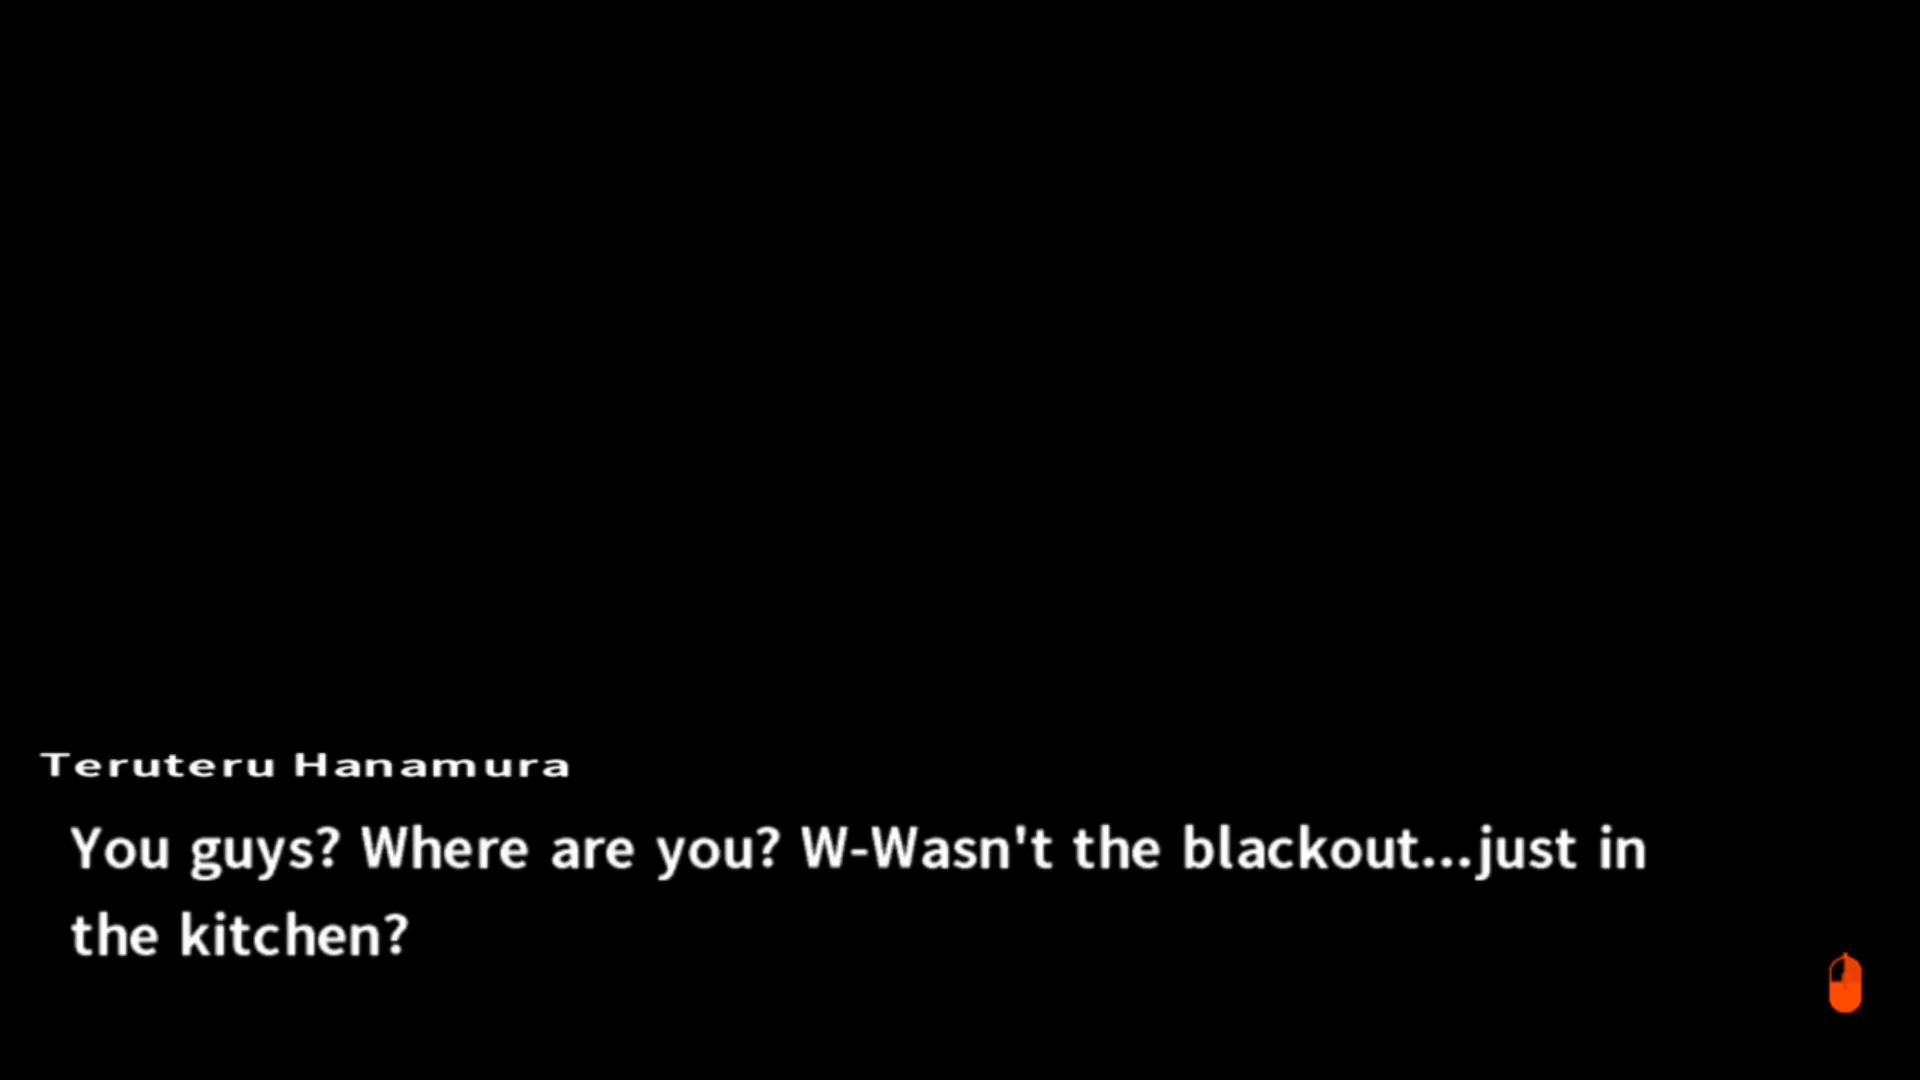 Teruteru Hanamura
You guys? Where are you? W-Wasn't the blackout...just in
the kitchen?